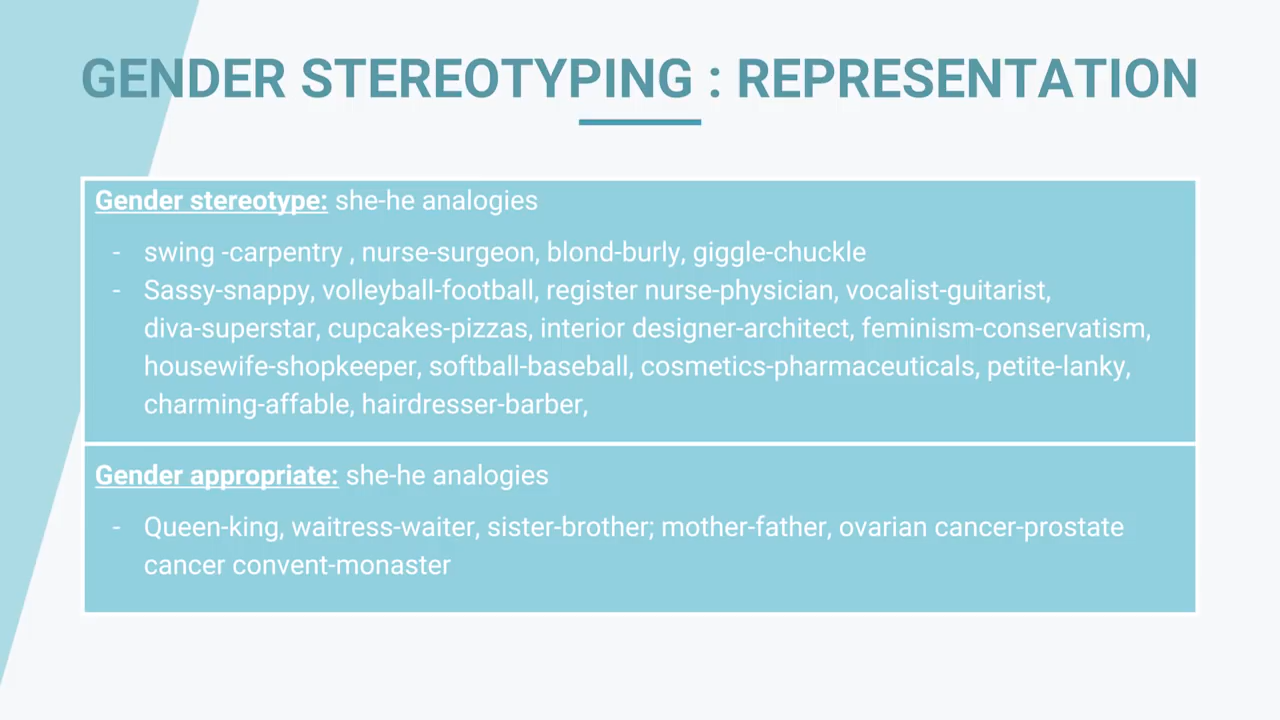 GENDER STEREOTYPING : REPRESENTATION
Gender stereotype: she-he analogies
- swing -carpentry , nurse-surgeon, blond-burly, giggle-chuckle
- Sassy-snappy, volleyball-football, register nurse-physician, vocalist-guitarist,
diva-superstar, cupcakes-pizzas, interior designer-architect, feminism-conservatism,
housewife-shopkeeper, softball-baseball, cosmetics-pharmaceuticals, petite-lanky,
charming-affable, hairdresser-barber,
Gender appropriate: she-he analogies
- Queen-king, waitress-waiter, sister-brother; mother-father, ovarian cancer-prostate
cancer convent-monaster